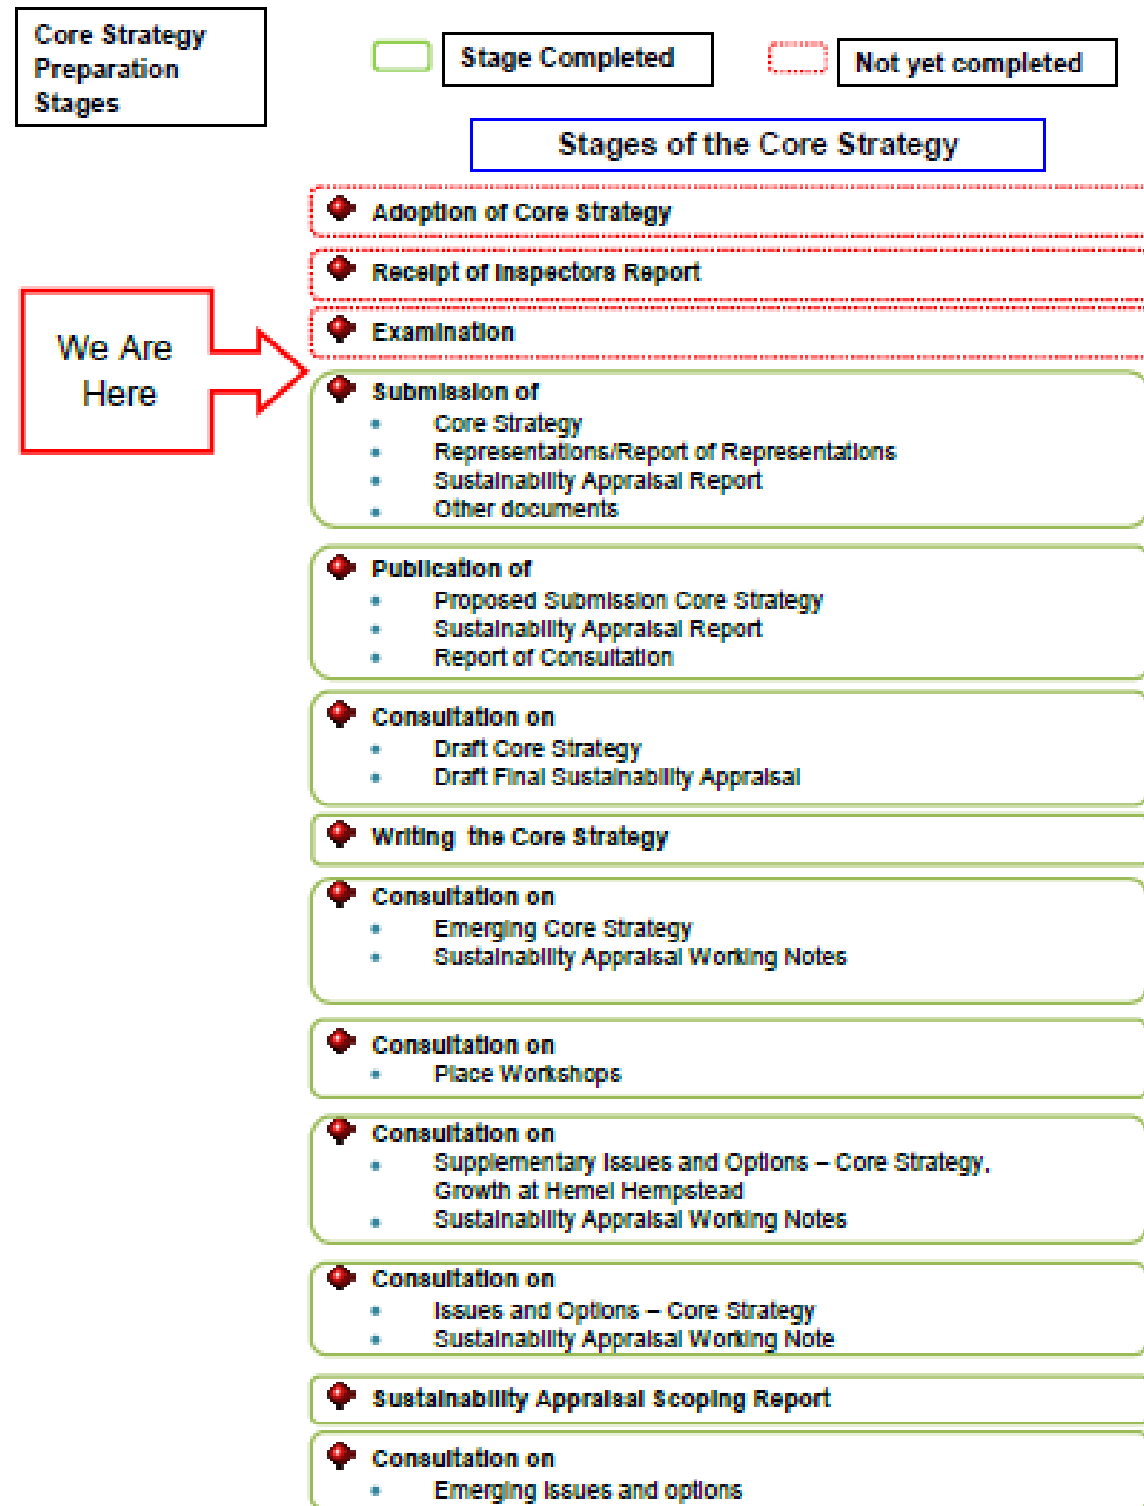 Core Strategy
Preparation
Stages
Stage Completed
Not yet completed
Stages of the Core Strategy
Adoption of Core Strategy
Receipt of Inspectors Report
We Are
Here
Examination
Submission of
Core Strategy
Representations/Report of Representations
Sustainability Appraisal Report
Other documents
Publication of
Proposed Submission Core Strategy
Sustainability Appraisal Report
Report of Consultation
Consultation on
Draft Core Strategy
Draft Final Sustainability Appraisal
Writing the Core Strategy
Consultation on
Emerging Core Strategy
Sustainability Appraisal Working Notes
Consultation on
Place Workshops
Consultation on
Supplementary Issues and Options – Core Strategy,
Growth at Hemel Hempstead
Sustainability Appraisal Working Notes
Consultation on
Issues and Options – Core Strategy
Sustainability Appraisal Working Note
Sustainability Appraisal Scoping Report
Consultation on
Emerging issues and options